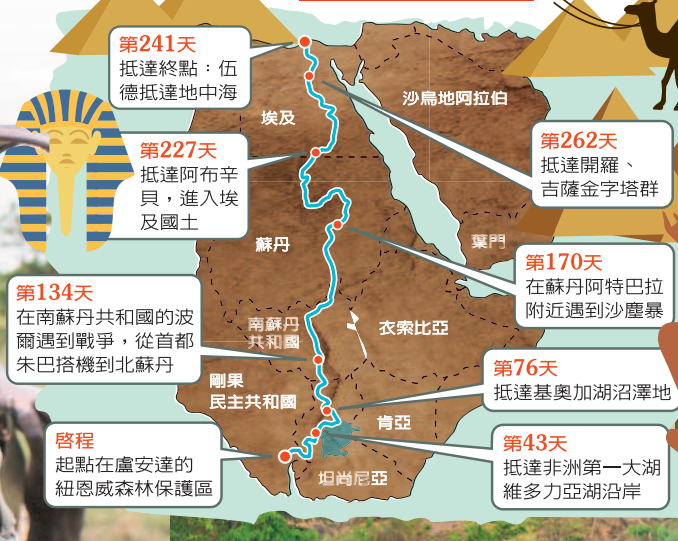 第241天
抵達終點：伍
德抵達地中海
沙烏地阿拉伯
埃及
第262天
抵達開羅、
吉薩金字塔群
第227天
抵達阿布辛
貝，進入埃
及國土
蘇丹
葉門
第170天
在蘇丹阿特巴拉
附近遇到沙塵暴
第134天
在南蘇丹共和國的波
爾遇到戰爭，從首都
朱巴搭機到北蘇丹
南蘇丹
共和國
衣索比亞
第76天
抵達基奧加湖沼澤地
剛果
民主共和國
肯亞
啓程
起點在盧安達的
紐恩威森林保護區
第43天
抵達非洲第一大湖
維多力亞湖沿岸
坦尚尼亞